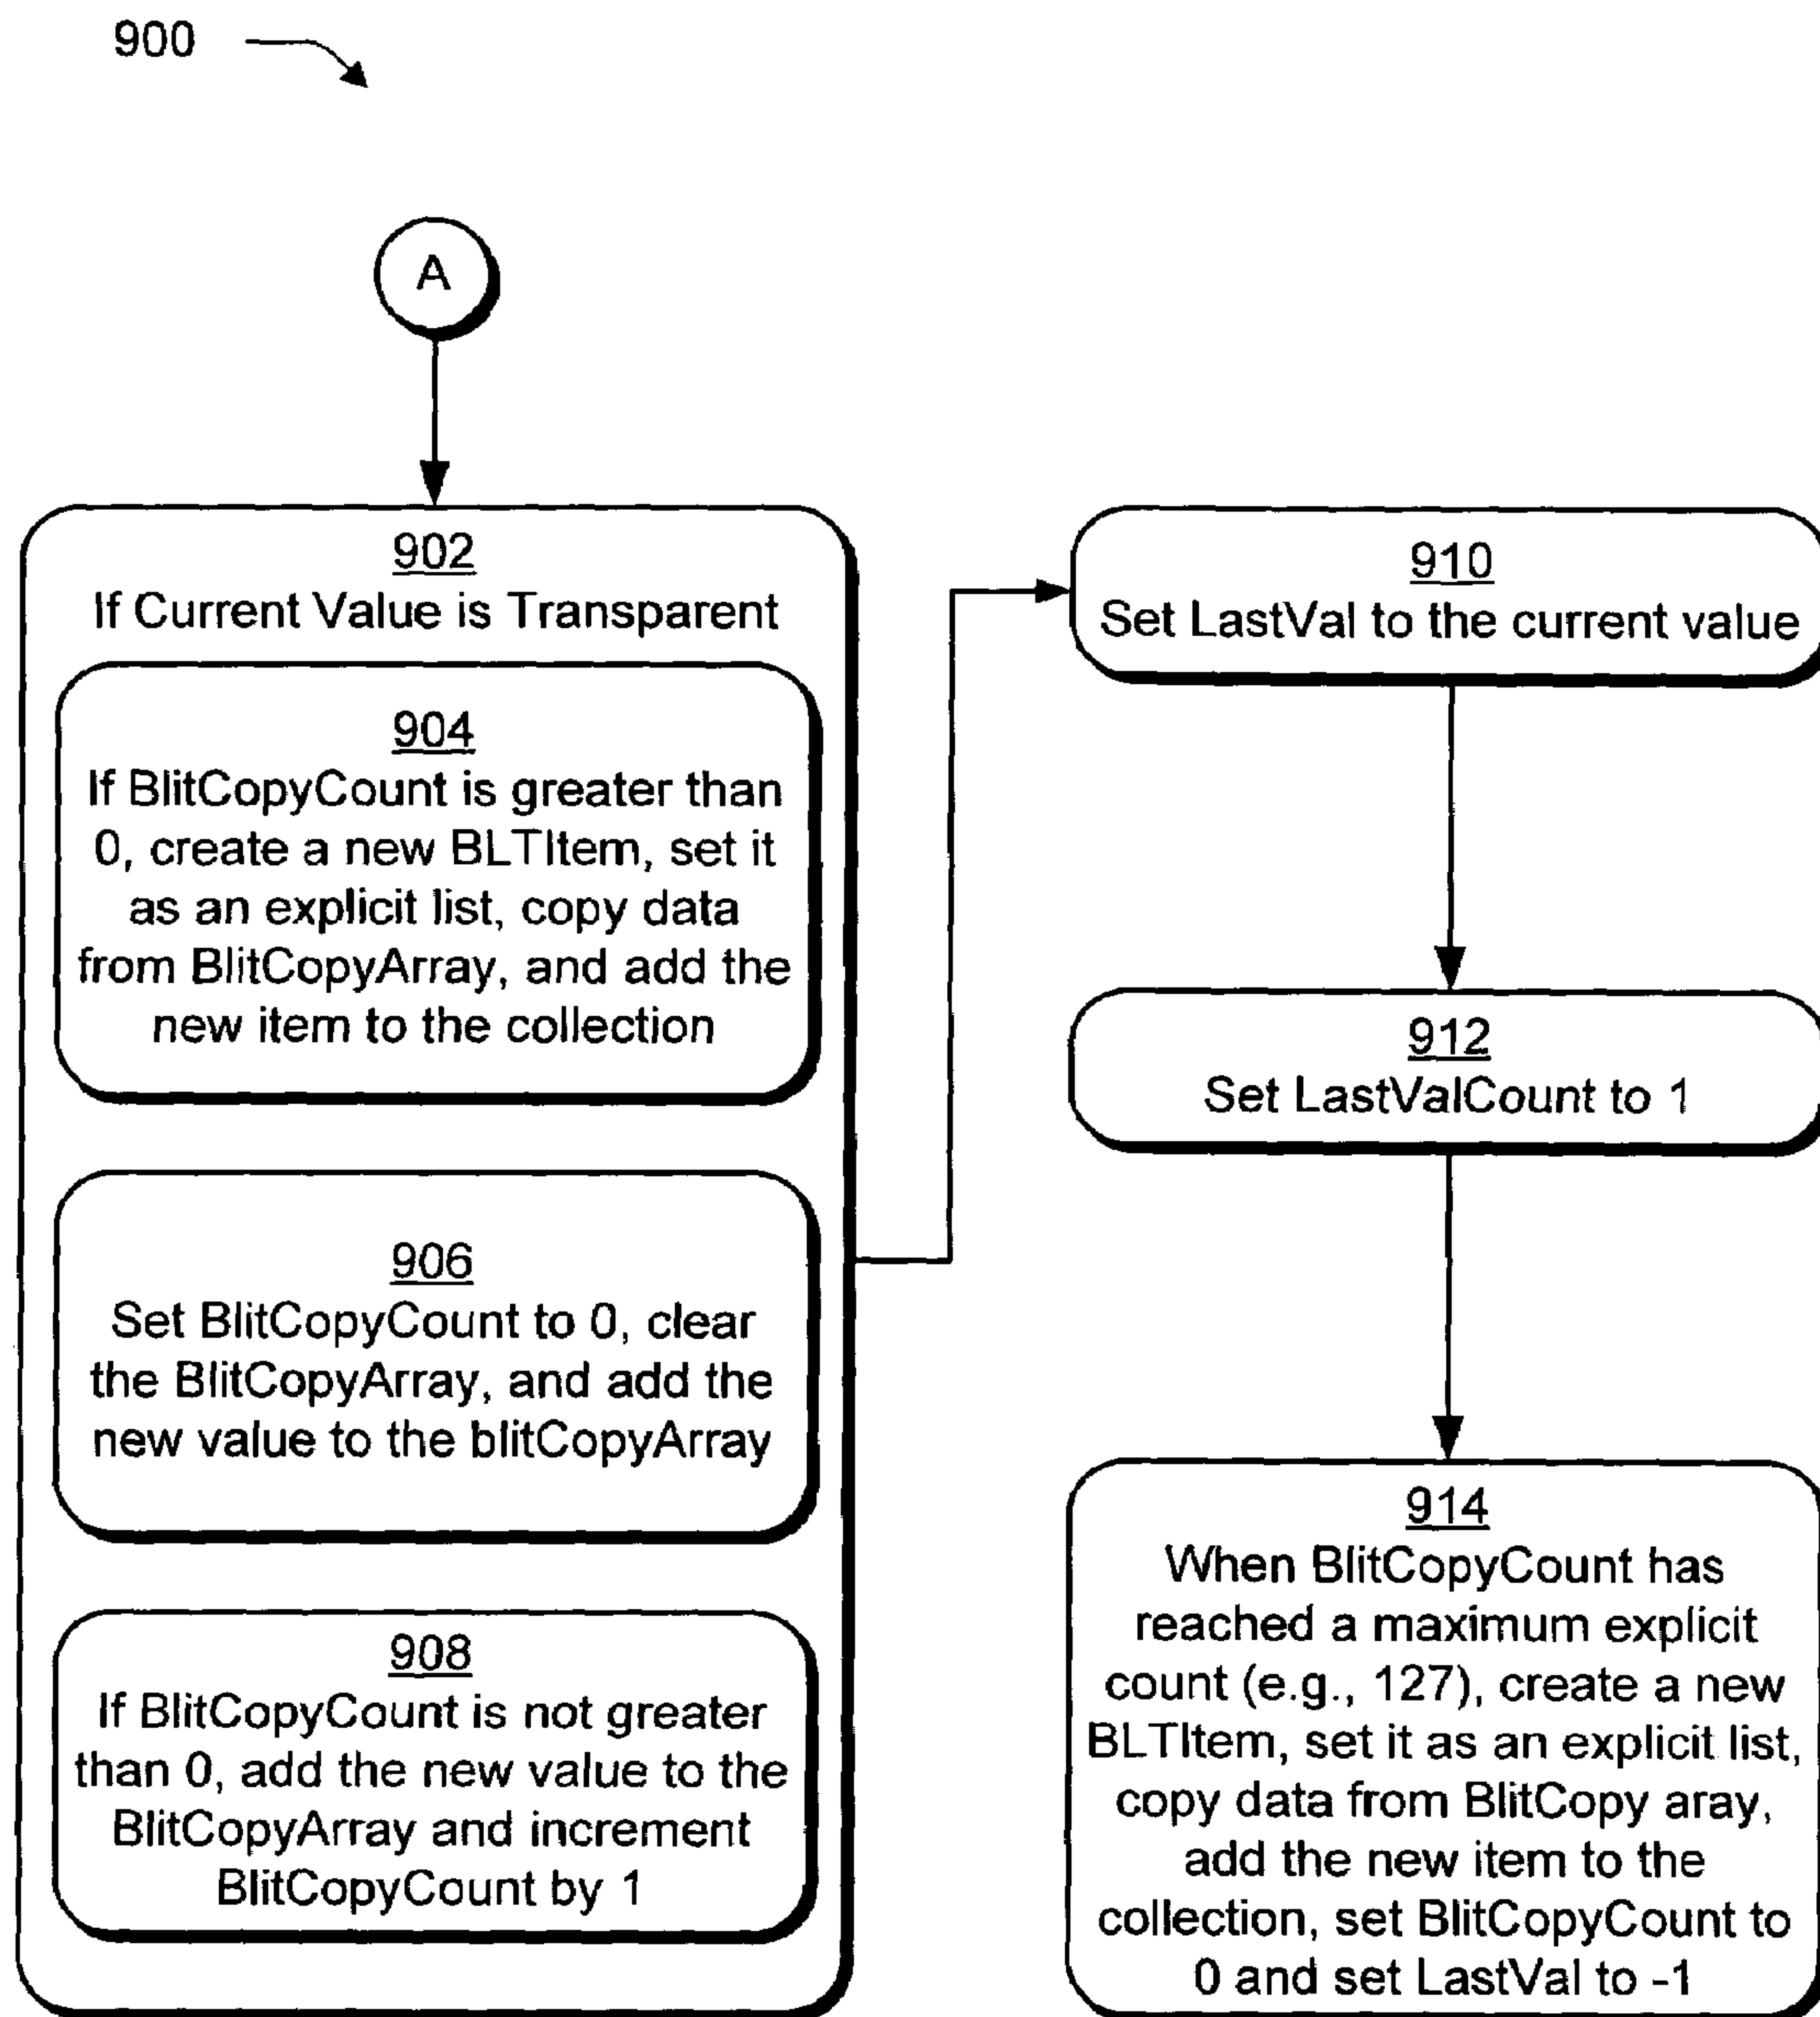 900
A
902
If Current Value is Transparent
904
If BlitCopyCount is greater than
0, create a new BLTItem, set it
as an explicit list, copy data
from BlitCopyArray, and add the
new item to the collection
906
Set BlitCopyCount to 0, clear
the BlitCopyArray, and add the
new value to the blitCopyArray
908
If BlitCopyCount is not greater
than 0, add the new value to the
BlitCopyArray and increment
BlitCopyCount by 1
910
Set LastVal to the current value
912
Set LastValCount to 1
914
When BlitCopyCount has
reached a maximum explicit
count (e.g., 127), create a new
BLTItem, set it as an explicit list,
copy data from BlitCopy aray,
add the new item to the
collection, set BlitCopyCount to
0 and set LastVal to -1